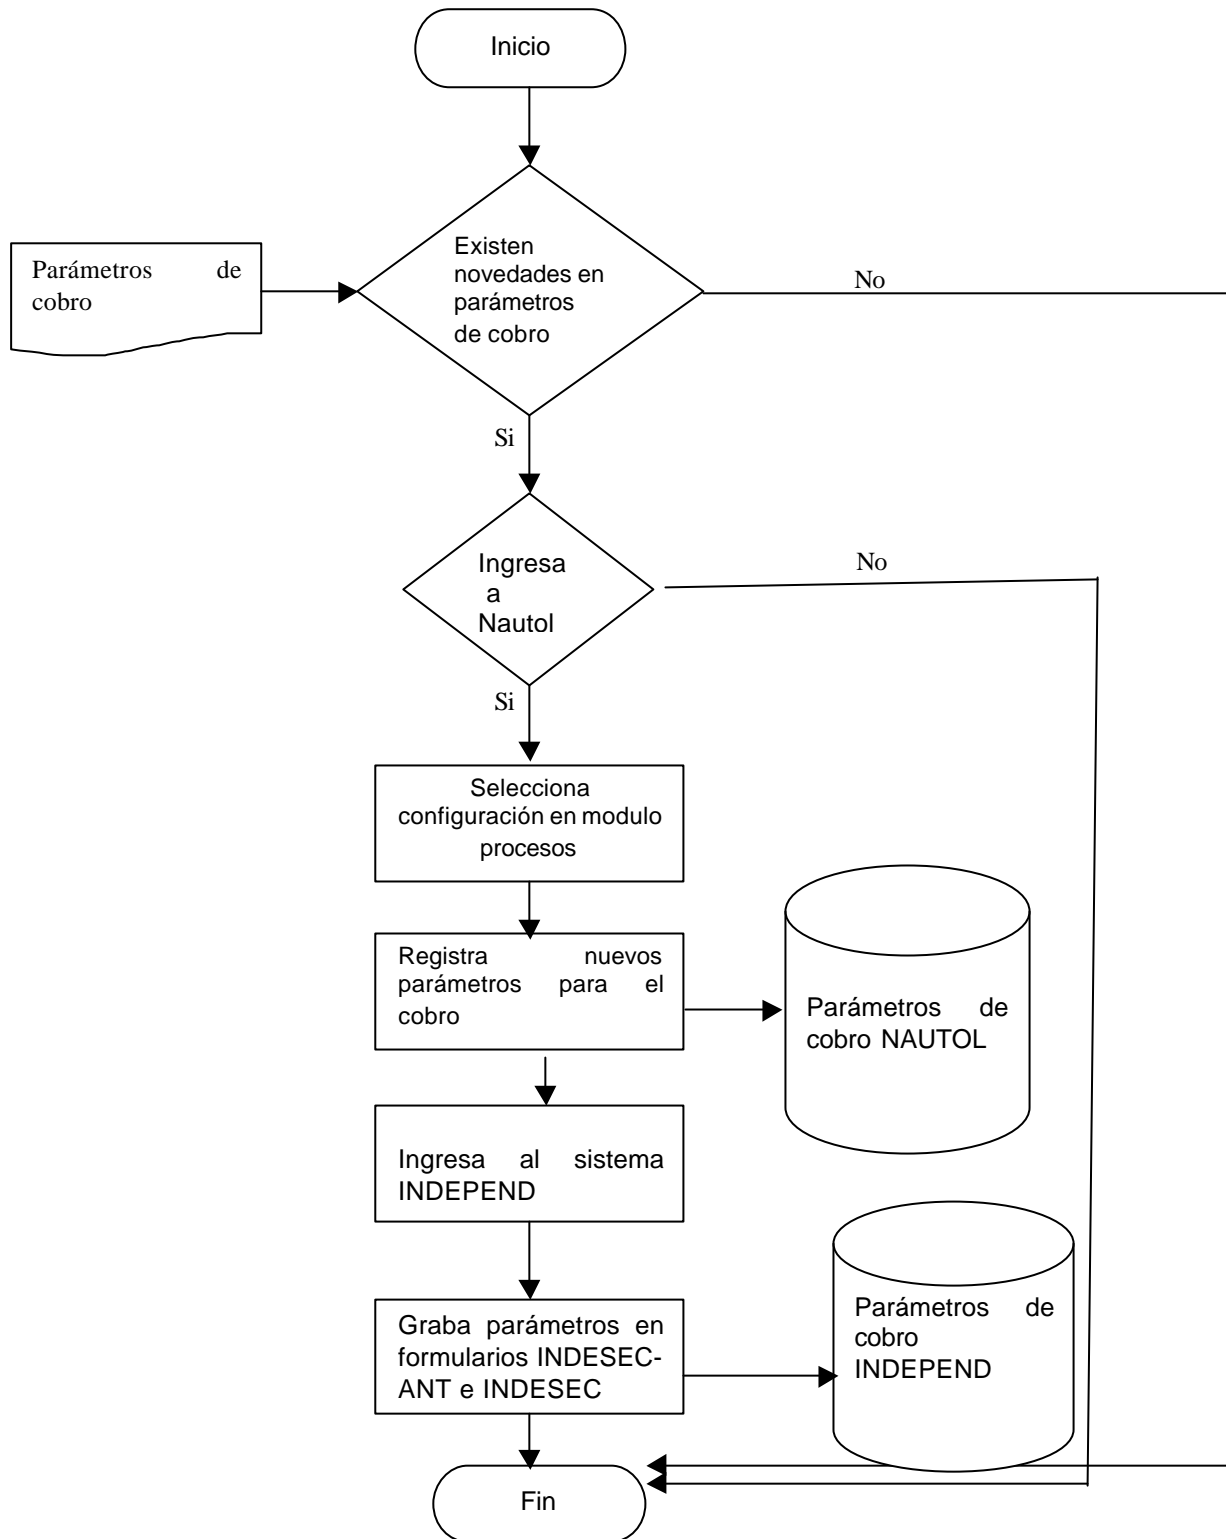 Inicio
Existen
novedades en
parámetros
de cobro
Parámetros de
cobro
No
Si
Ingresa
a
Nautol
No
Si
Selecciona
configuración en modulo
procesos
Registra nuevos
parámetros para el
cobro
Parámetros de
cobro NAUTOL
Ingresa al sistema
INDEPEND
Graba parámetros en
formularios INDESEC-
ANT e INDESEC
Parámetros de
cobro
INDEPEND
Fin